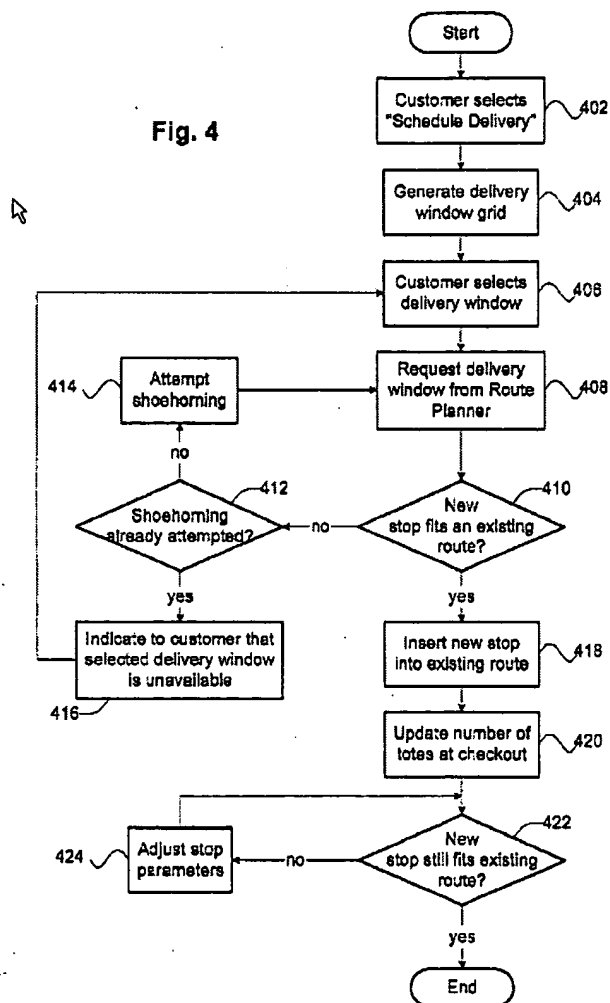 Start
Fig. 4
Customer selects
"Schedule Delivery"
402
Generate delivery
window grid
404
Customer selects
delivery window
406
Request delivery
window from Route
Planner
408
414
Attempt
shoehorning
no
412
Shoehorning
already attempted?
no
410
New
stop fits an existing
route?
yes
yes
Indicate to customer that
selected delivery window
is unavailable
416
Insert new stop
into existing route
418
Update number of
totes at checkout
420
424
Adjust stop
parameters
no
422
New
stop still fits existing
route?
yes
End